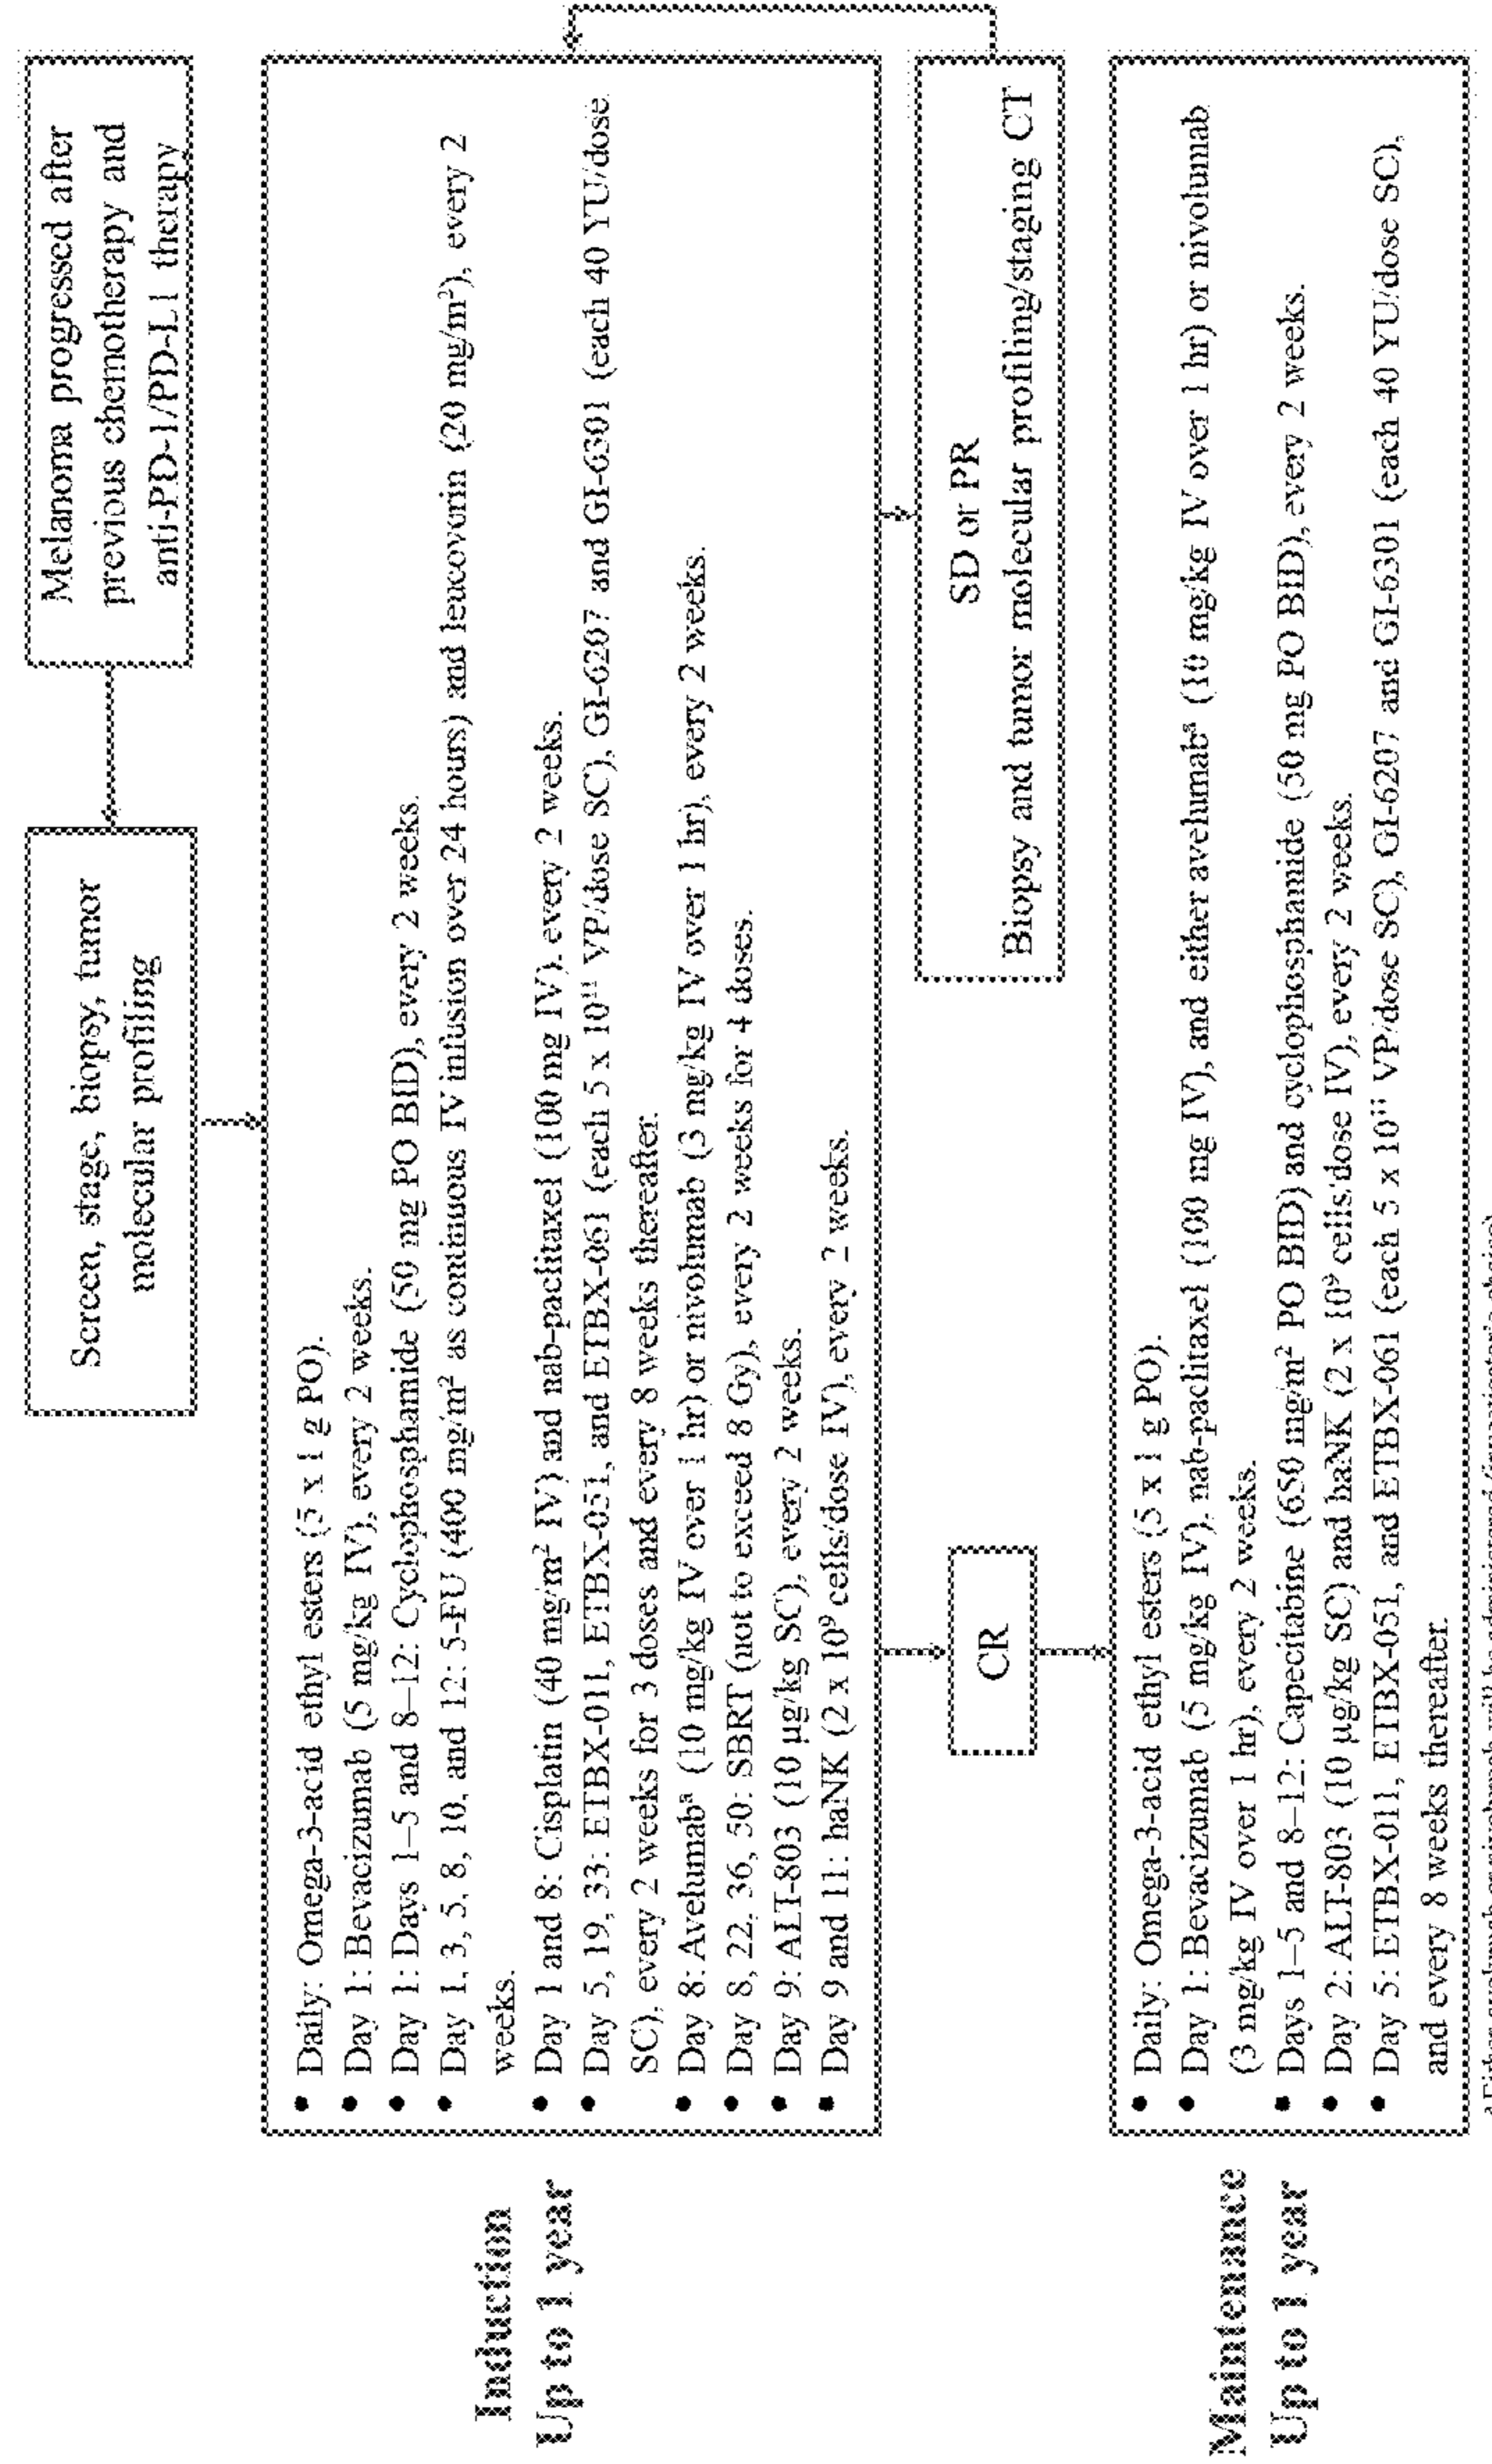 Melanoma progressed after
previous chemotherapy and
anti-PD-1/PD-L1 therapy
Screen, stage, biopsy, tumor
molecular profiling
Induction
Up to 1 year
• Daily: Omega-3-acid ethyl esters (5 x 1 g PO).
• Day 1: Bevacizumab (5 mg/kg IV), every 2 weeks.
• Day 1: Days 1–5 and 8–12: Cyclophosphamide (50 mg PO BID), every 2 weeks.
• Day 1, 3, 5, 8, 10, and 12: 5-FU (400 mg/m² as continuous IV infusion over 24 hours) and leucovorin (20 mg/m²), every 2
weeks.
• Day 1 and 8: Cisplatin (40 mg/m² IV) and nab-paclitaxel (100 mg IV), every 2 weeks.
• Day 5, 19, 33: ETBX-011, ETBX-051, and ETBX-061 (each 5 x 10¹¹ VP/dose SC), GI-6207 and GI-6301 (each 40 YU/dose
SC), every 2 weeks for 3 doses and every 8 weeks thereafter.
• Day 8: Avelumabᵃ (10 mg/kg IV over 1 hr) or nivolumab (3 mg/kg IV over 1 hr), every 2 weeks.
• Day 8, 22, 36, 50: SBRT (not to exceed 8 Gy), every 2 weeks for 4 doses.
• Day 9: ALT-803 (10 µg/kg SC), every 2 weeks.
• Day 9 and 11: haNK (2 x 10⁹ cells/dose IV), every 2 weeks.
CR
SD or PR
Biopsy and tumor molecular profiling/staging CT
Maintenance
Up to 1 year
• Daily: Omega-3-acid ethyl esters (5 x 1 g PO).
• Day 1: Bevacizumab (5 mg/kg IV), nab-paclitaxel (100 mg IV), and either avelumabᵃ (10 mg/kg IV over 1 hr) or nivolumab
(3 mg/kg IV over 1 hr), every 2 weeks.
• Days 1–5 and 8–12: Capecitabine (650 mg/m² PO BID) and cyclophosphamide (50 mg PO BID), every 2 weeks.
• Day 2: ALT-803 (10 µg/kg SC) and haNK (2 x 10⁹ cells/dose IV), every 2 weeks.
• Day 5: ETBX-011, ETBX-051, and ETBX-061 (each 5 x 10¹¹ VP/dose SC), GI-6207 and GI-6301 (each 40 YU/dose SC),
and every 8 weeks thereafter.